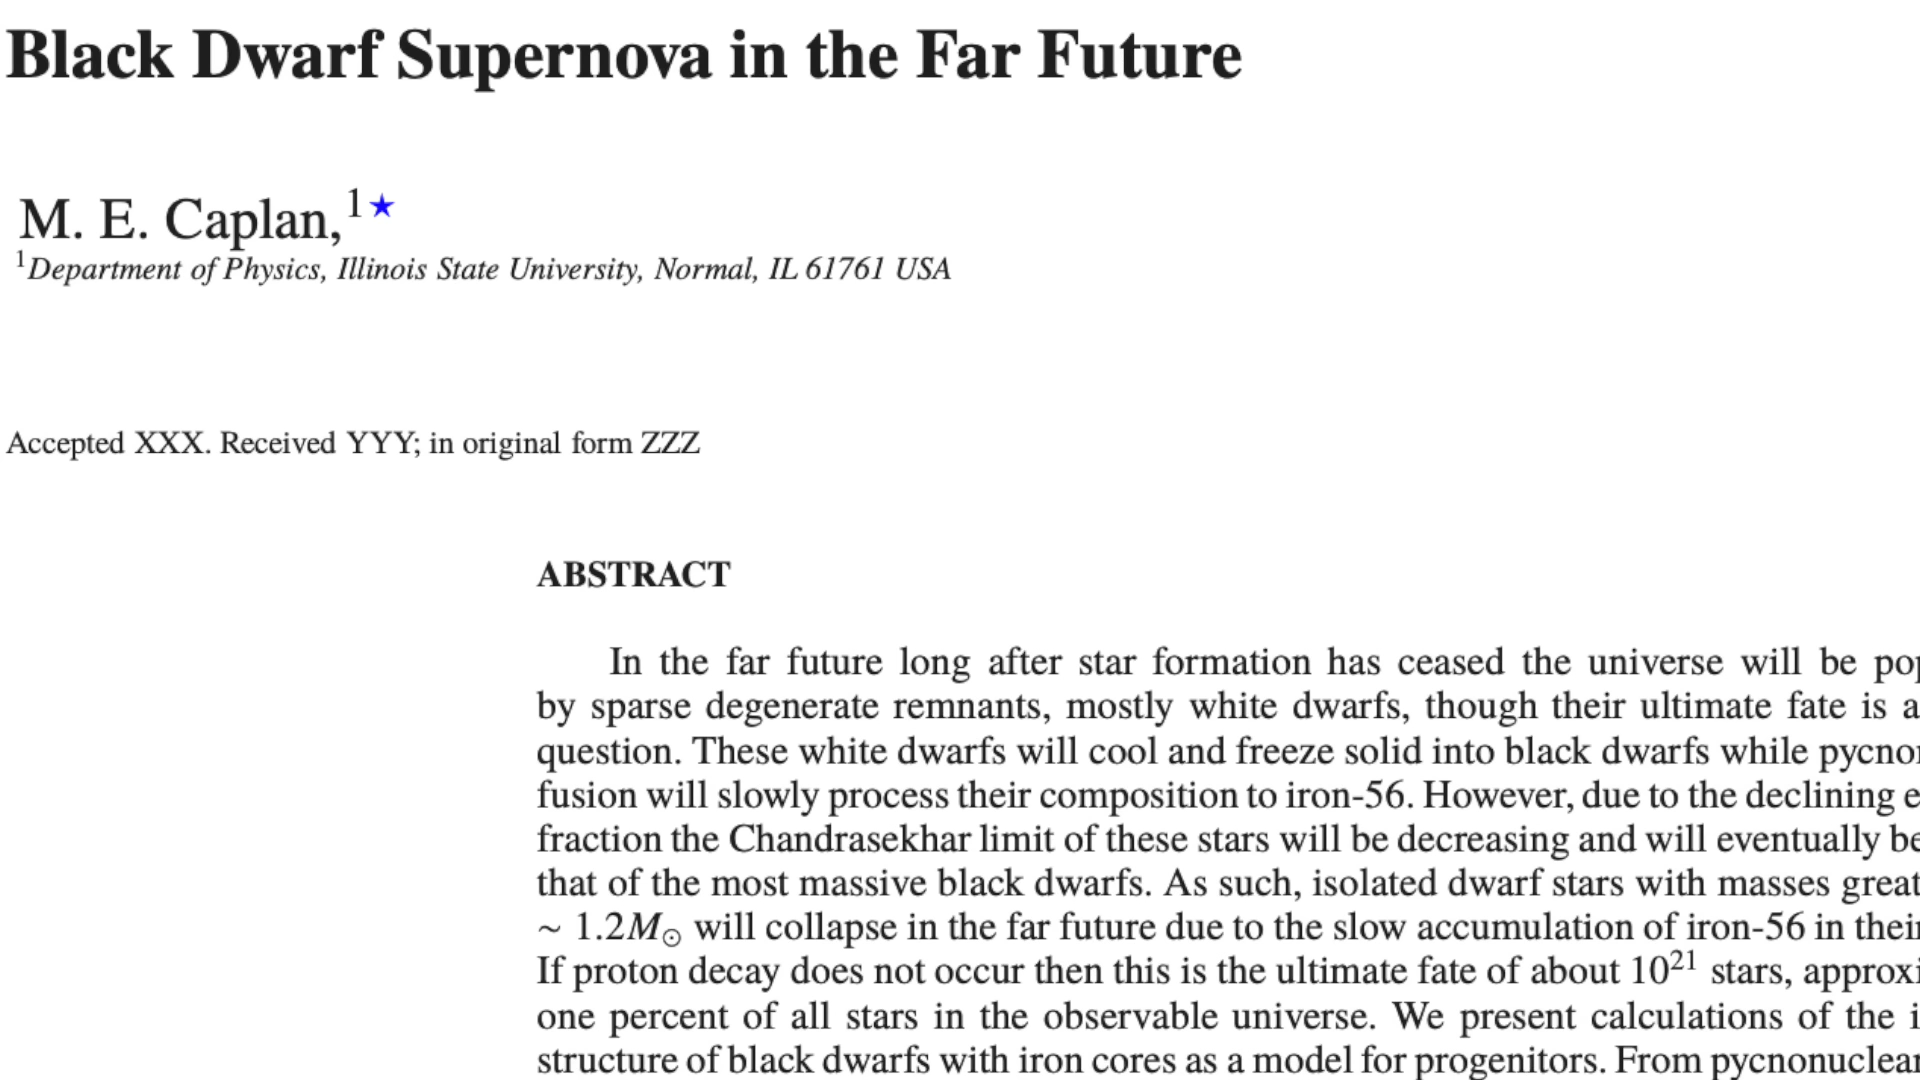 Black Dwarf Supernova in the Far Future
M. E. Caplan,1★
1Department of Physics, Illinois State University, Normal, IL 61761 USA
Accepted XXX. Received YYY; in original form ZZZ
ABSTRACT
In the far future long after star formation has ceased the universe will be
by sparse degenerate remnants, mostly white dwarfs, though their ultimate fate is a
question. These white dwarfs will cool and freeze solid into black dwarfs while
fusion will slowly process their composition to iron-56. However, due to the declining
fraction the Chandrasekhar limit of these stars will be decreasing and will eventually
that of the most massive black dwarfs. As such, isolated dwarf stars with masses
∼ 1.2M⊙ will collapse in the far future due to the slow accumulation of iron-56 in
If proton decay does not occur then this is the ultimate fate of about 10^21 stars,
one percent of all stars in the observable universe. We present calculations of the
structure of black dwarfs with iron cores as a model for progenitors. From pycnonuclear